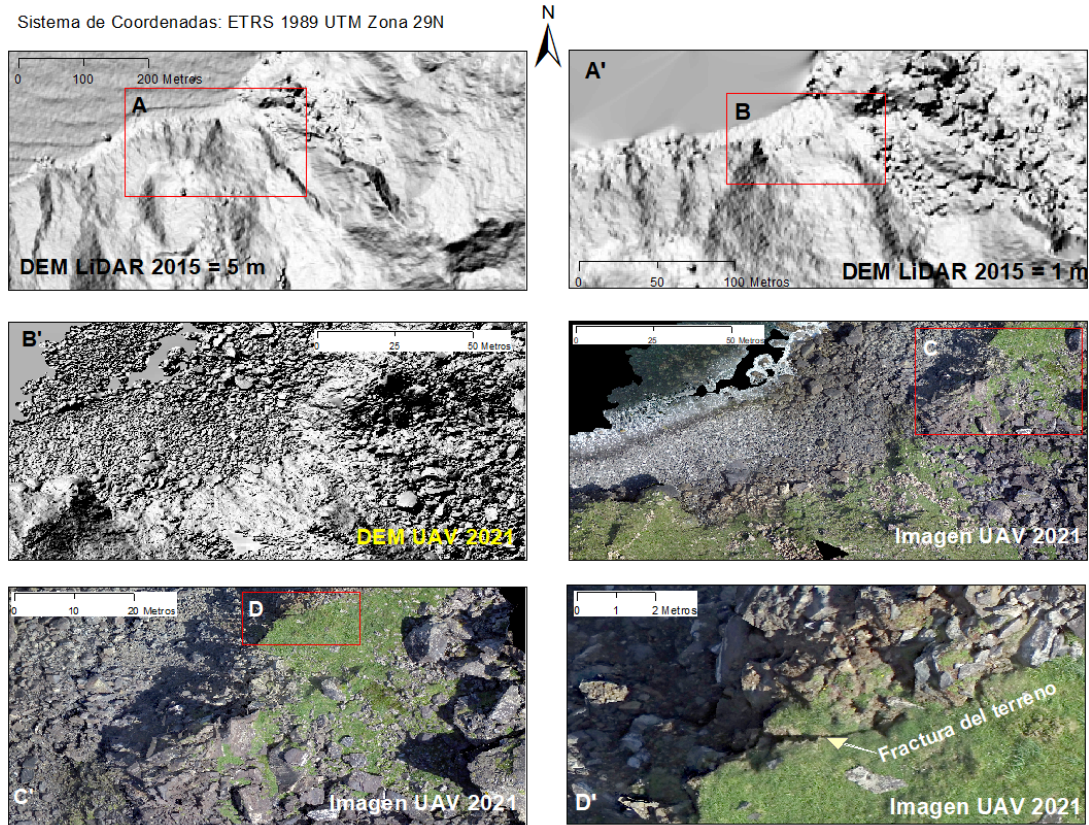 Sistema de Coordenadas: ETRS 1989 UTM Zona 29N
N
0 100 200 Metros
A
DEM LiDAR 2015 = 5 m
A'
B
0 50 100 Metros
DEM LiDAR 2015 = 1 m
B'
0 25 50 Metros
DEM UAV 2021
0 25 50 Metros
C
Imagen UAV 2021
0 10 20 Metros
D
C'
Imagen UAV 2021
0 1 2 Metros
Fractura del terreno
D'
Imagen UAV 2021